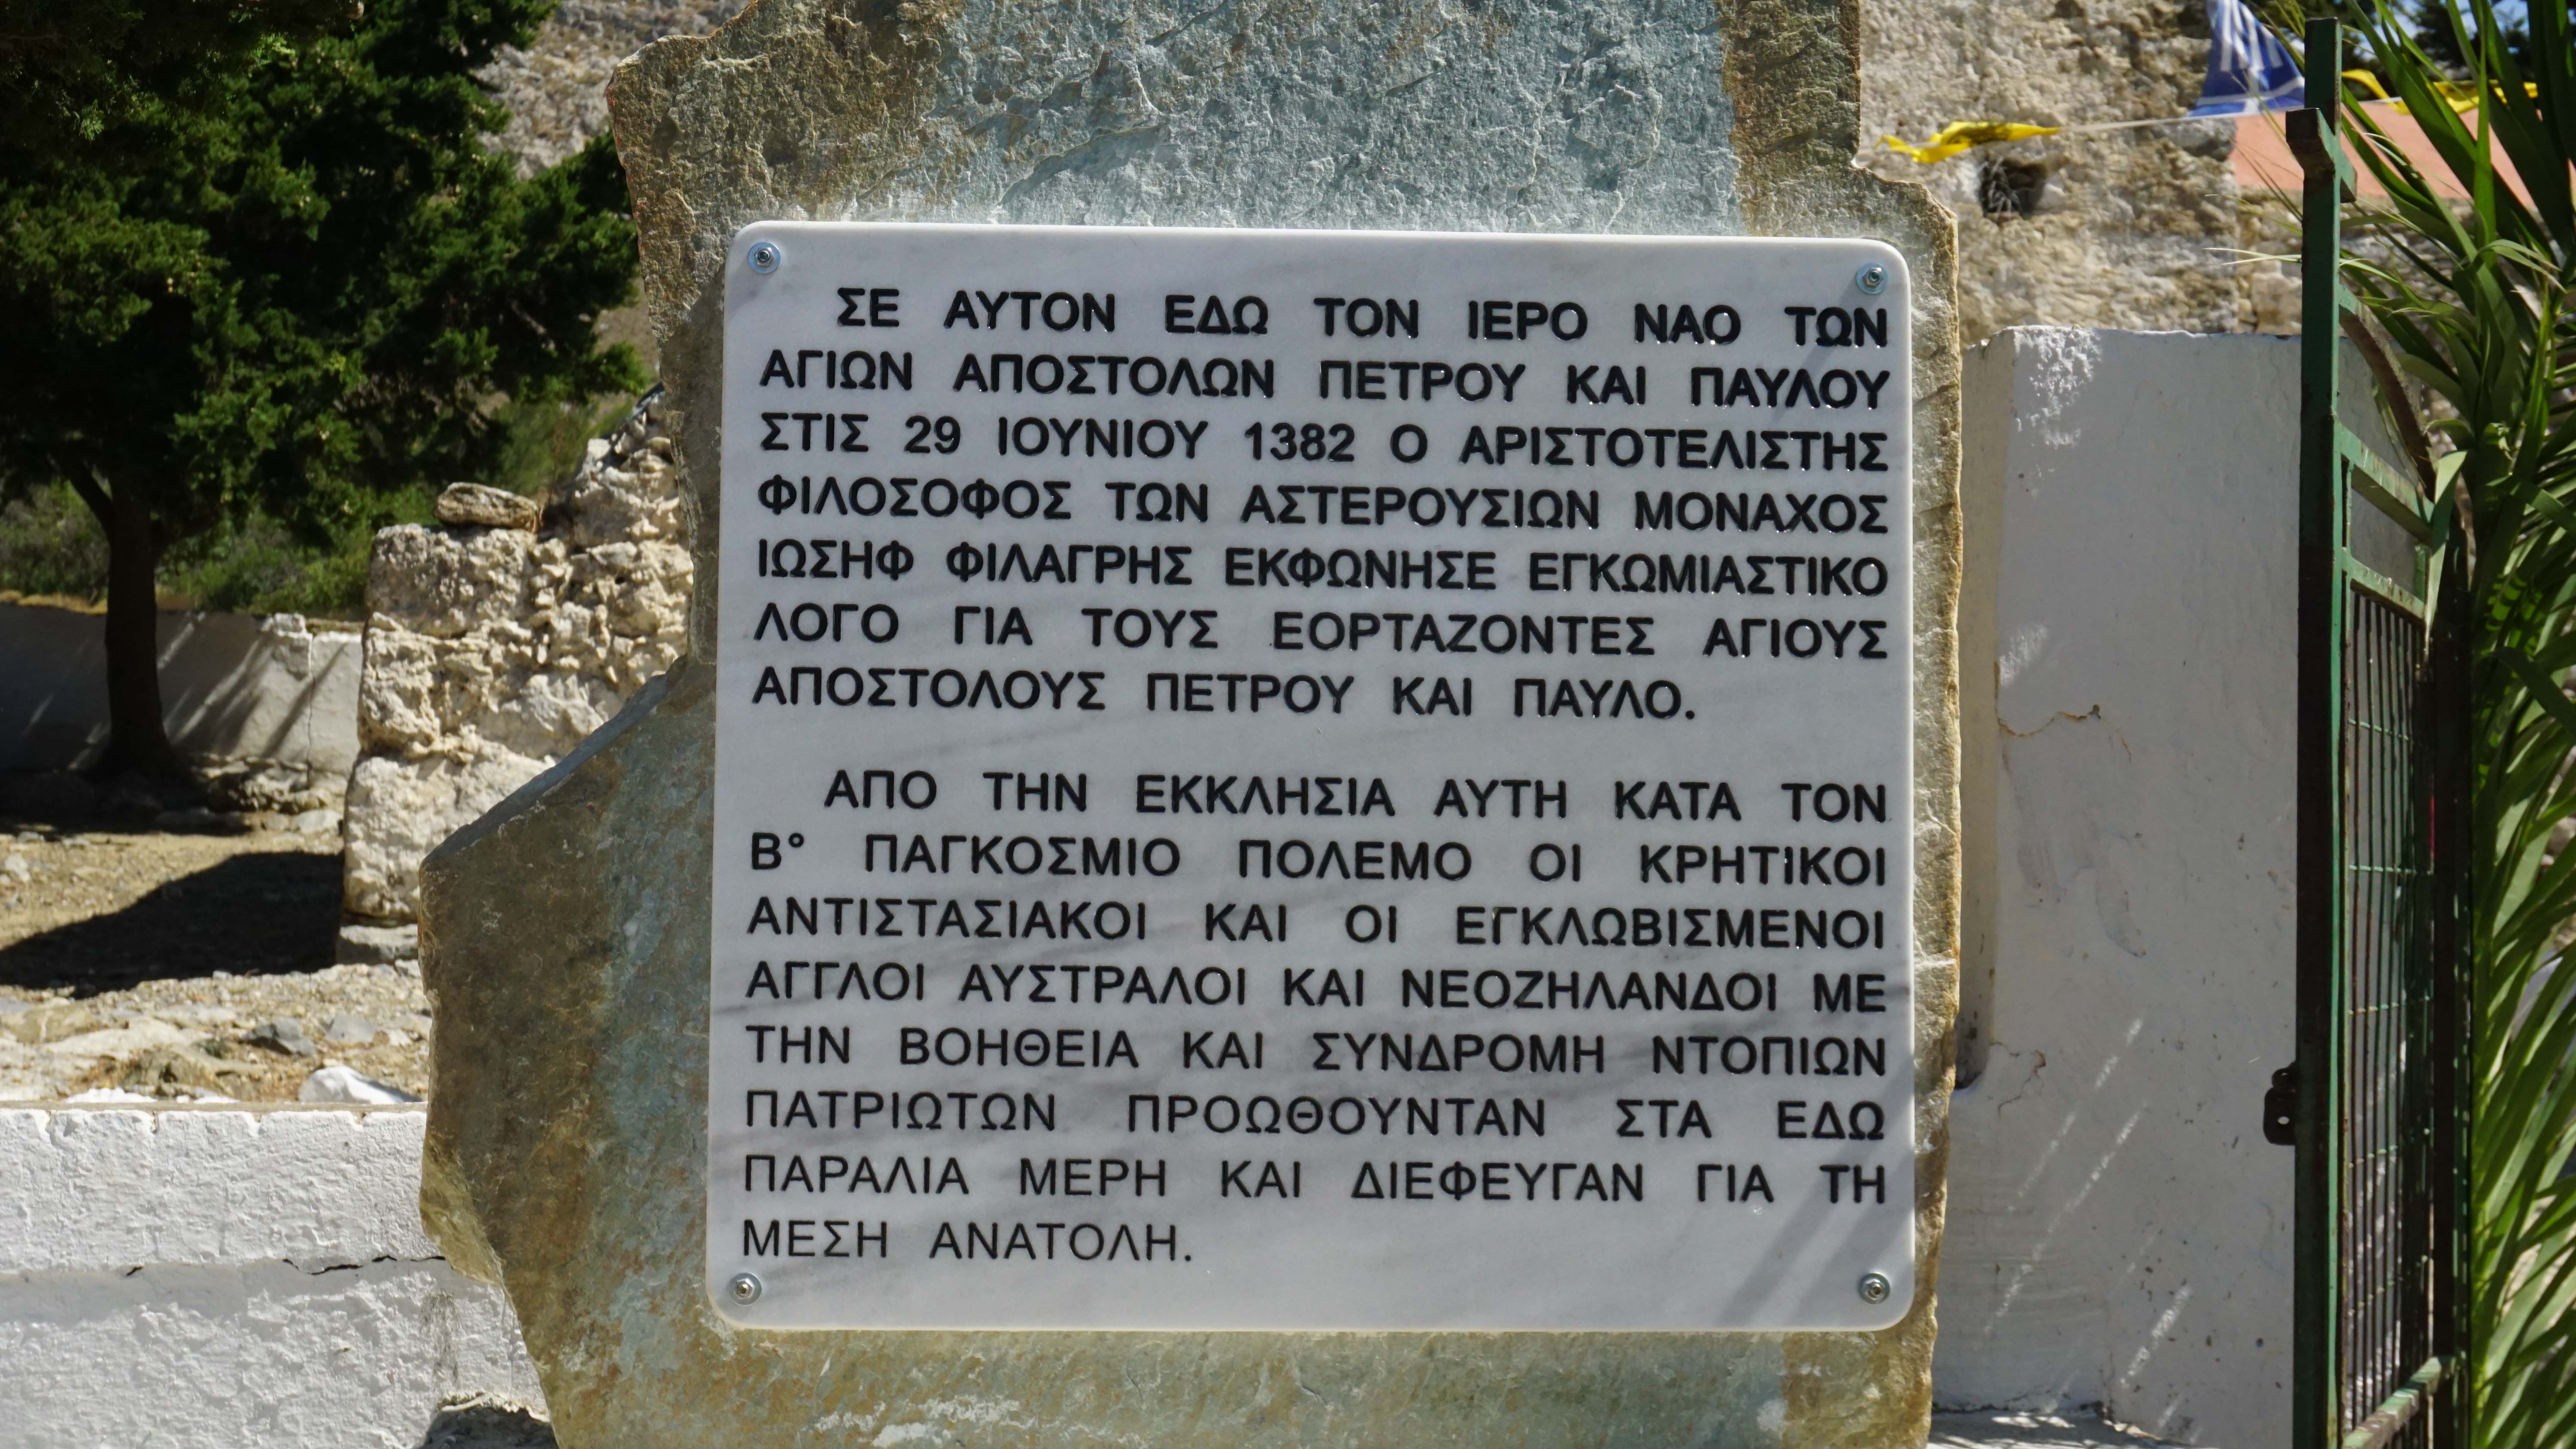 ΣΕ ΑΥΤΟΝ ΕΔΩ ΤΟΝ ΙΕΡΟ ΝΑΟ ΤΩΝ
ΑΓΙΩΝ ΑΠΟΣΤΟΛΩΝ ΠΕΤΡΟΥ ΚΑΙ ΠΑΥΛΟΥ
ΣΤΙΣ 29 ΙΟΥΝΙΟΥ 1382 Ο ΑΡΙΣΤΟΤΕΛΙΣΤΗΣ
ΦΙΛΟΣΟΦΟΣ ΤΩΝ ΑΣΤΕΡΟΥΣΙΩΝ ΜΟΝΑΧΟΣ
ΙΩΣΗΦ ΦΙΛΑΓΡΗΣ ΕΚΦΩΝΗΣΕ ΕΓΚΩΜΙΑΣΤΙΚΟ
ΛΟΓΟ ΓΙΑ ΤΟΥΣ ΕΟΡΤΑΖΟΝΤΕΣ ΑΓΙΟΥΣ
ΑΠΟΣΤΟΛΟΥΣ ΠΕΤΡΟΥ ΚΑΙ ΠΑΥΛΟ.
ΑΠΟ ΤΗΝ ΕΚΚΛΗΣΙΑ ΑΥΤΗ ΚΑΤΑ ΤΟΝ
Β° ΠΑΓΚΟΣΜΙΟ ΠΟΛΕΜΟ ΟΙ ΚΡΗΤΙΚΟΙ
ΑΝΤΙΣΤΑΣΙΑΚΟΙ ΚΑΙ ΟΙ ΕΓΚΛΩΒΙΣΜΕΝΟΙ
ΑΓΓΛΟΙ ΑΥΣΤΡΑΛΟΙ ΚΑΙ ΝΕΟΖΗΛΑΝΔΟΙ ΜΕ
ΤΗΝ ΒΟΗΘΕΙΑ ΚΑΙ ΣΥΝΔΡΟΜΗ ΝΤΟΠΙΩΝ
ΠΑΤΡΙΩΤΩΝ ΠΡΟΩΘΟΥΝΤΑΝ ΣΤΑ ΕΔΩ
ΠΑΡΑΛΙΑ ΜΕΡΗ ΚΑΙ ΔΙΕΦΕΥΓΑΝ ΓΙΑ ΤΗ
ΜΕΣΗ ΑΝΑΤΟΛΗ.